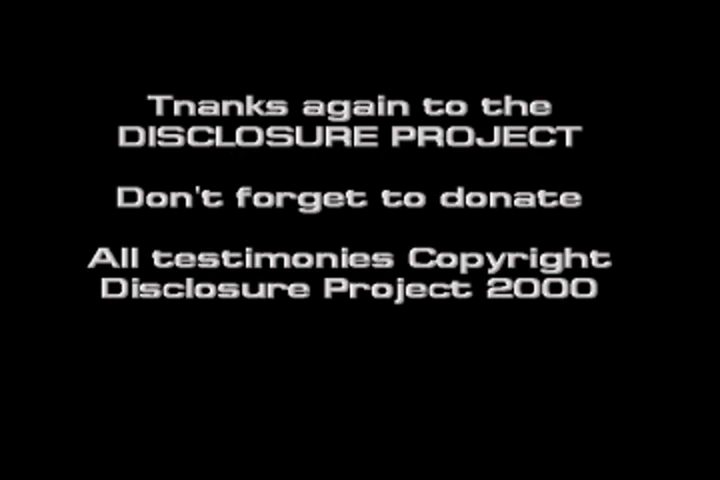 Tnanks again to the
DISCLOSURE PROJECT
Don't forget to donate
All testimonies Copyright
Disclosure Project 2000